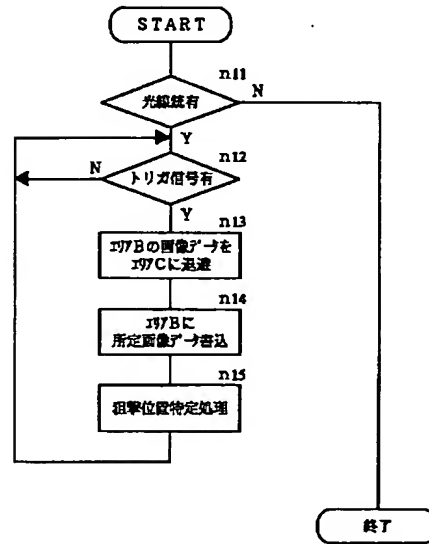 START
n11
光線銃有
N
Y
n12
N
トリガ信号有
Y
n13
エリアBの画像データを
エリアCに退避
n14
エリアBに
所定画像データ書込
n15
狙撃位置特定処理
終了